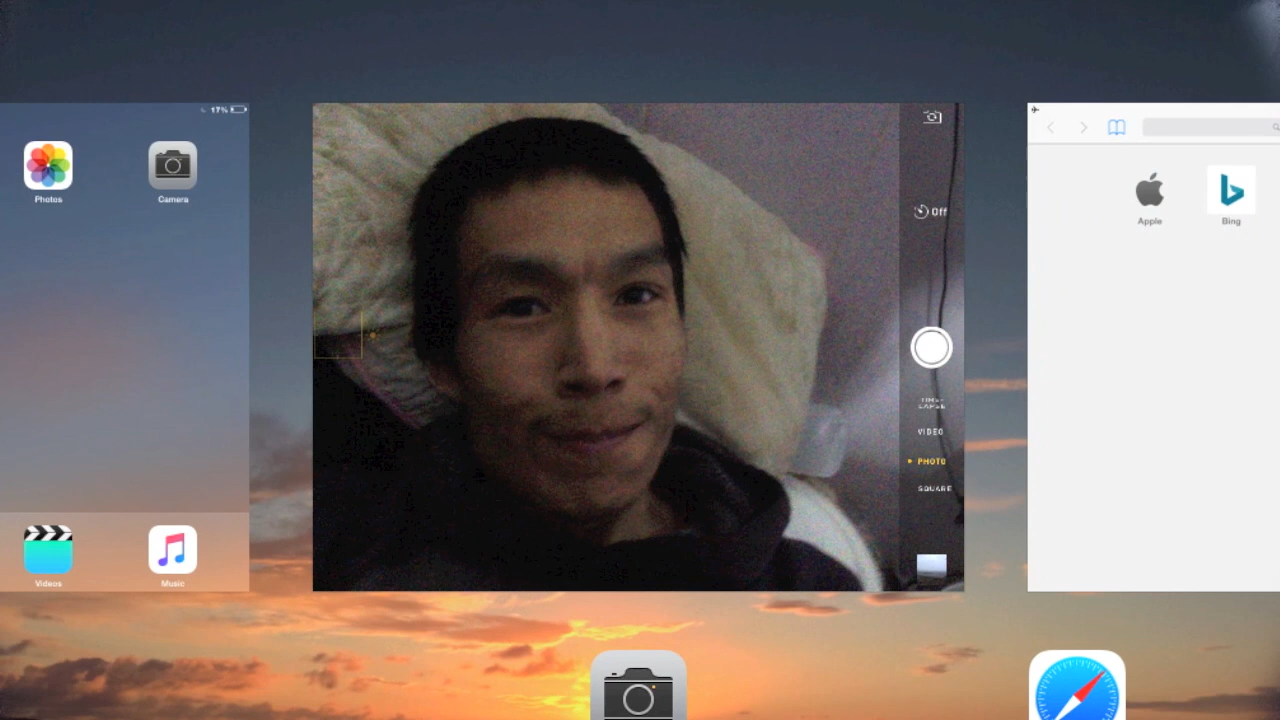 17%
Photos
Camera
Videos
Music
Off
TIME-
LAPSE
VIDEO
PHOTO
SQUARE
Apple
Bing